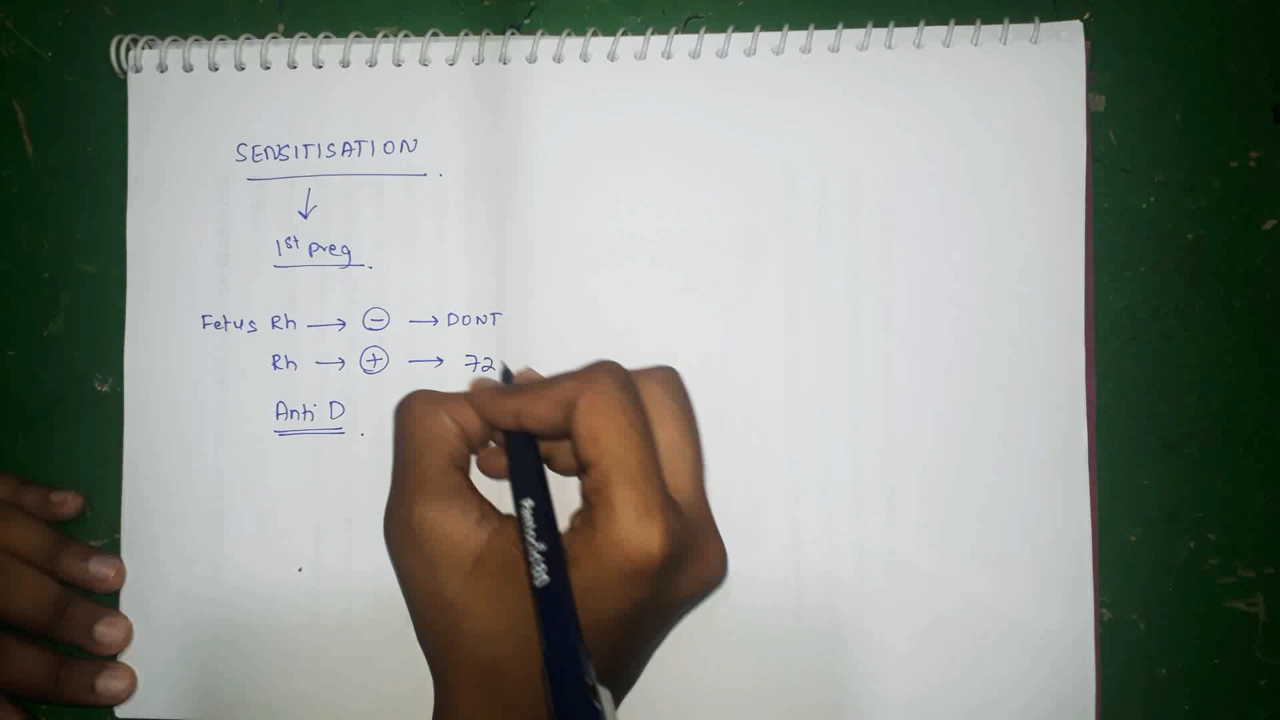 SENSITISATION
↓
1st preg
Fetus Rh → ⊖ → DONT
Rh → ⊕ → 72
Anti D